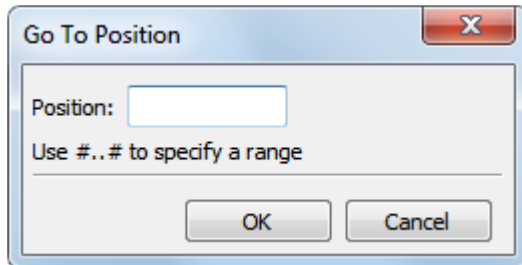 Go To Position
Position:
Use #..# to specify a range
OK Cancel